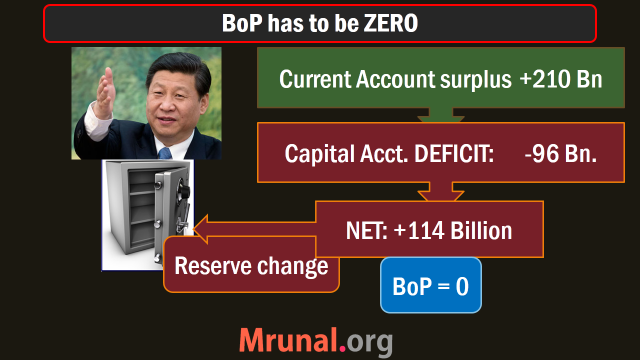 BoP has to be ZERO
Current Account surplus +210 Bn
Capital Acct. DEFICIT: -96 Bn.
NET: +114 Billion
Reserve change
BoP = 0
Mrunal.org